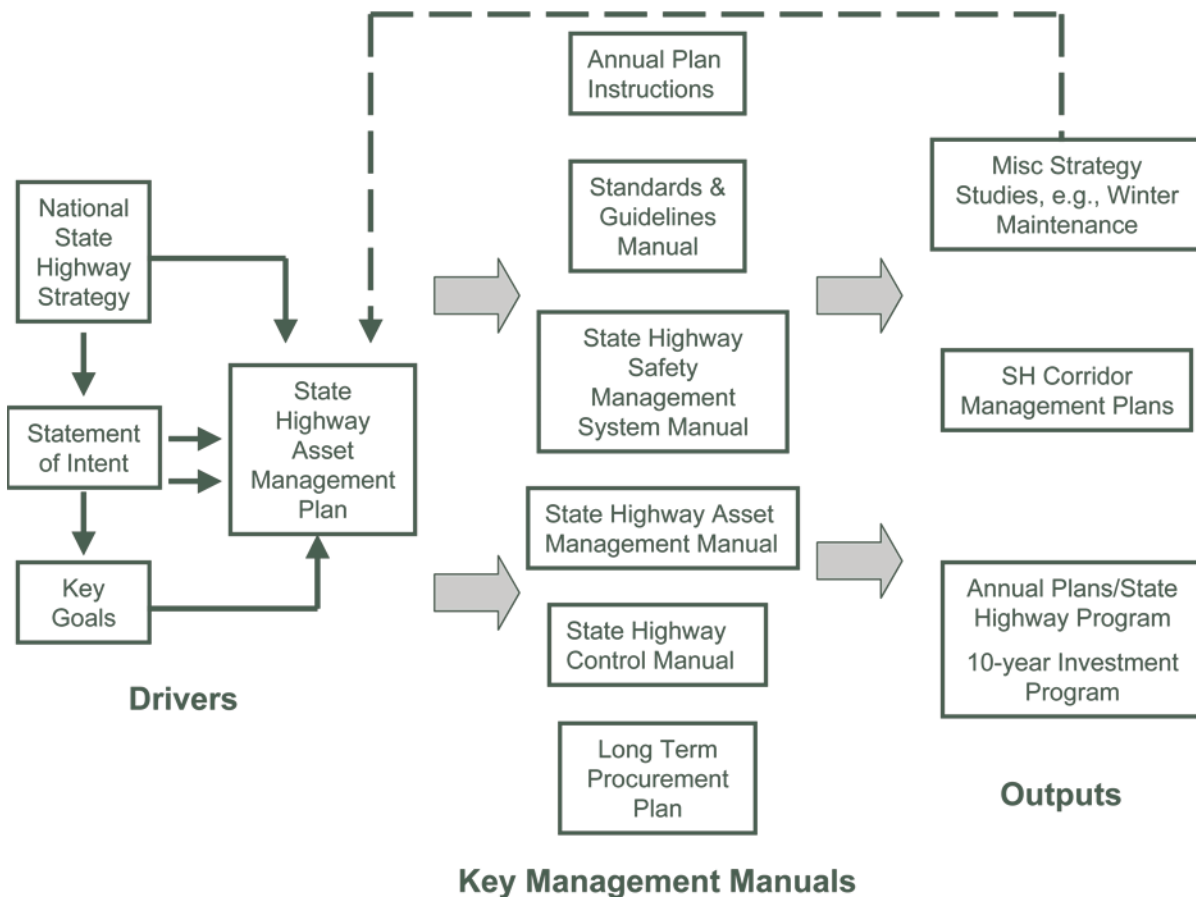 National
State
Highway
Strategy
Statement
of Intent
Key
Goals
State
Highway
Asset
Management
Plan
Drivers
Annual Plan
Instructions
Standards &
Guidelines
Manual
State Highway
Safety
Management
System Manual
State Highway Asset
Management Manual
State Highway
Control Manual
Long Term
Procurement
Plan
Key Management Manuals
Misc Strategy
Studies, e.g., Winter
Maintenance
SH Corridor
Management Plans
Annual Plans/State
Highway Program
10-year Investment
Program
Outputs